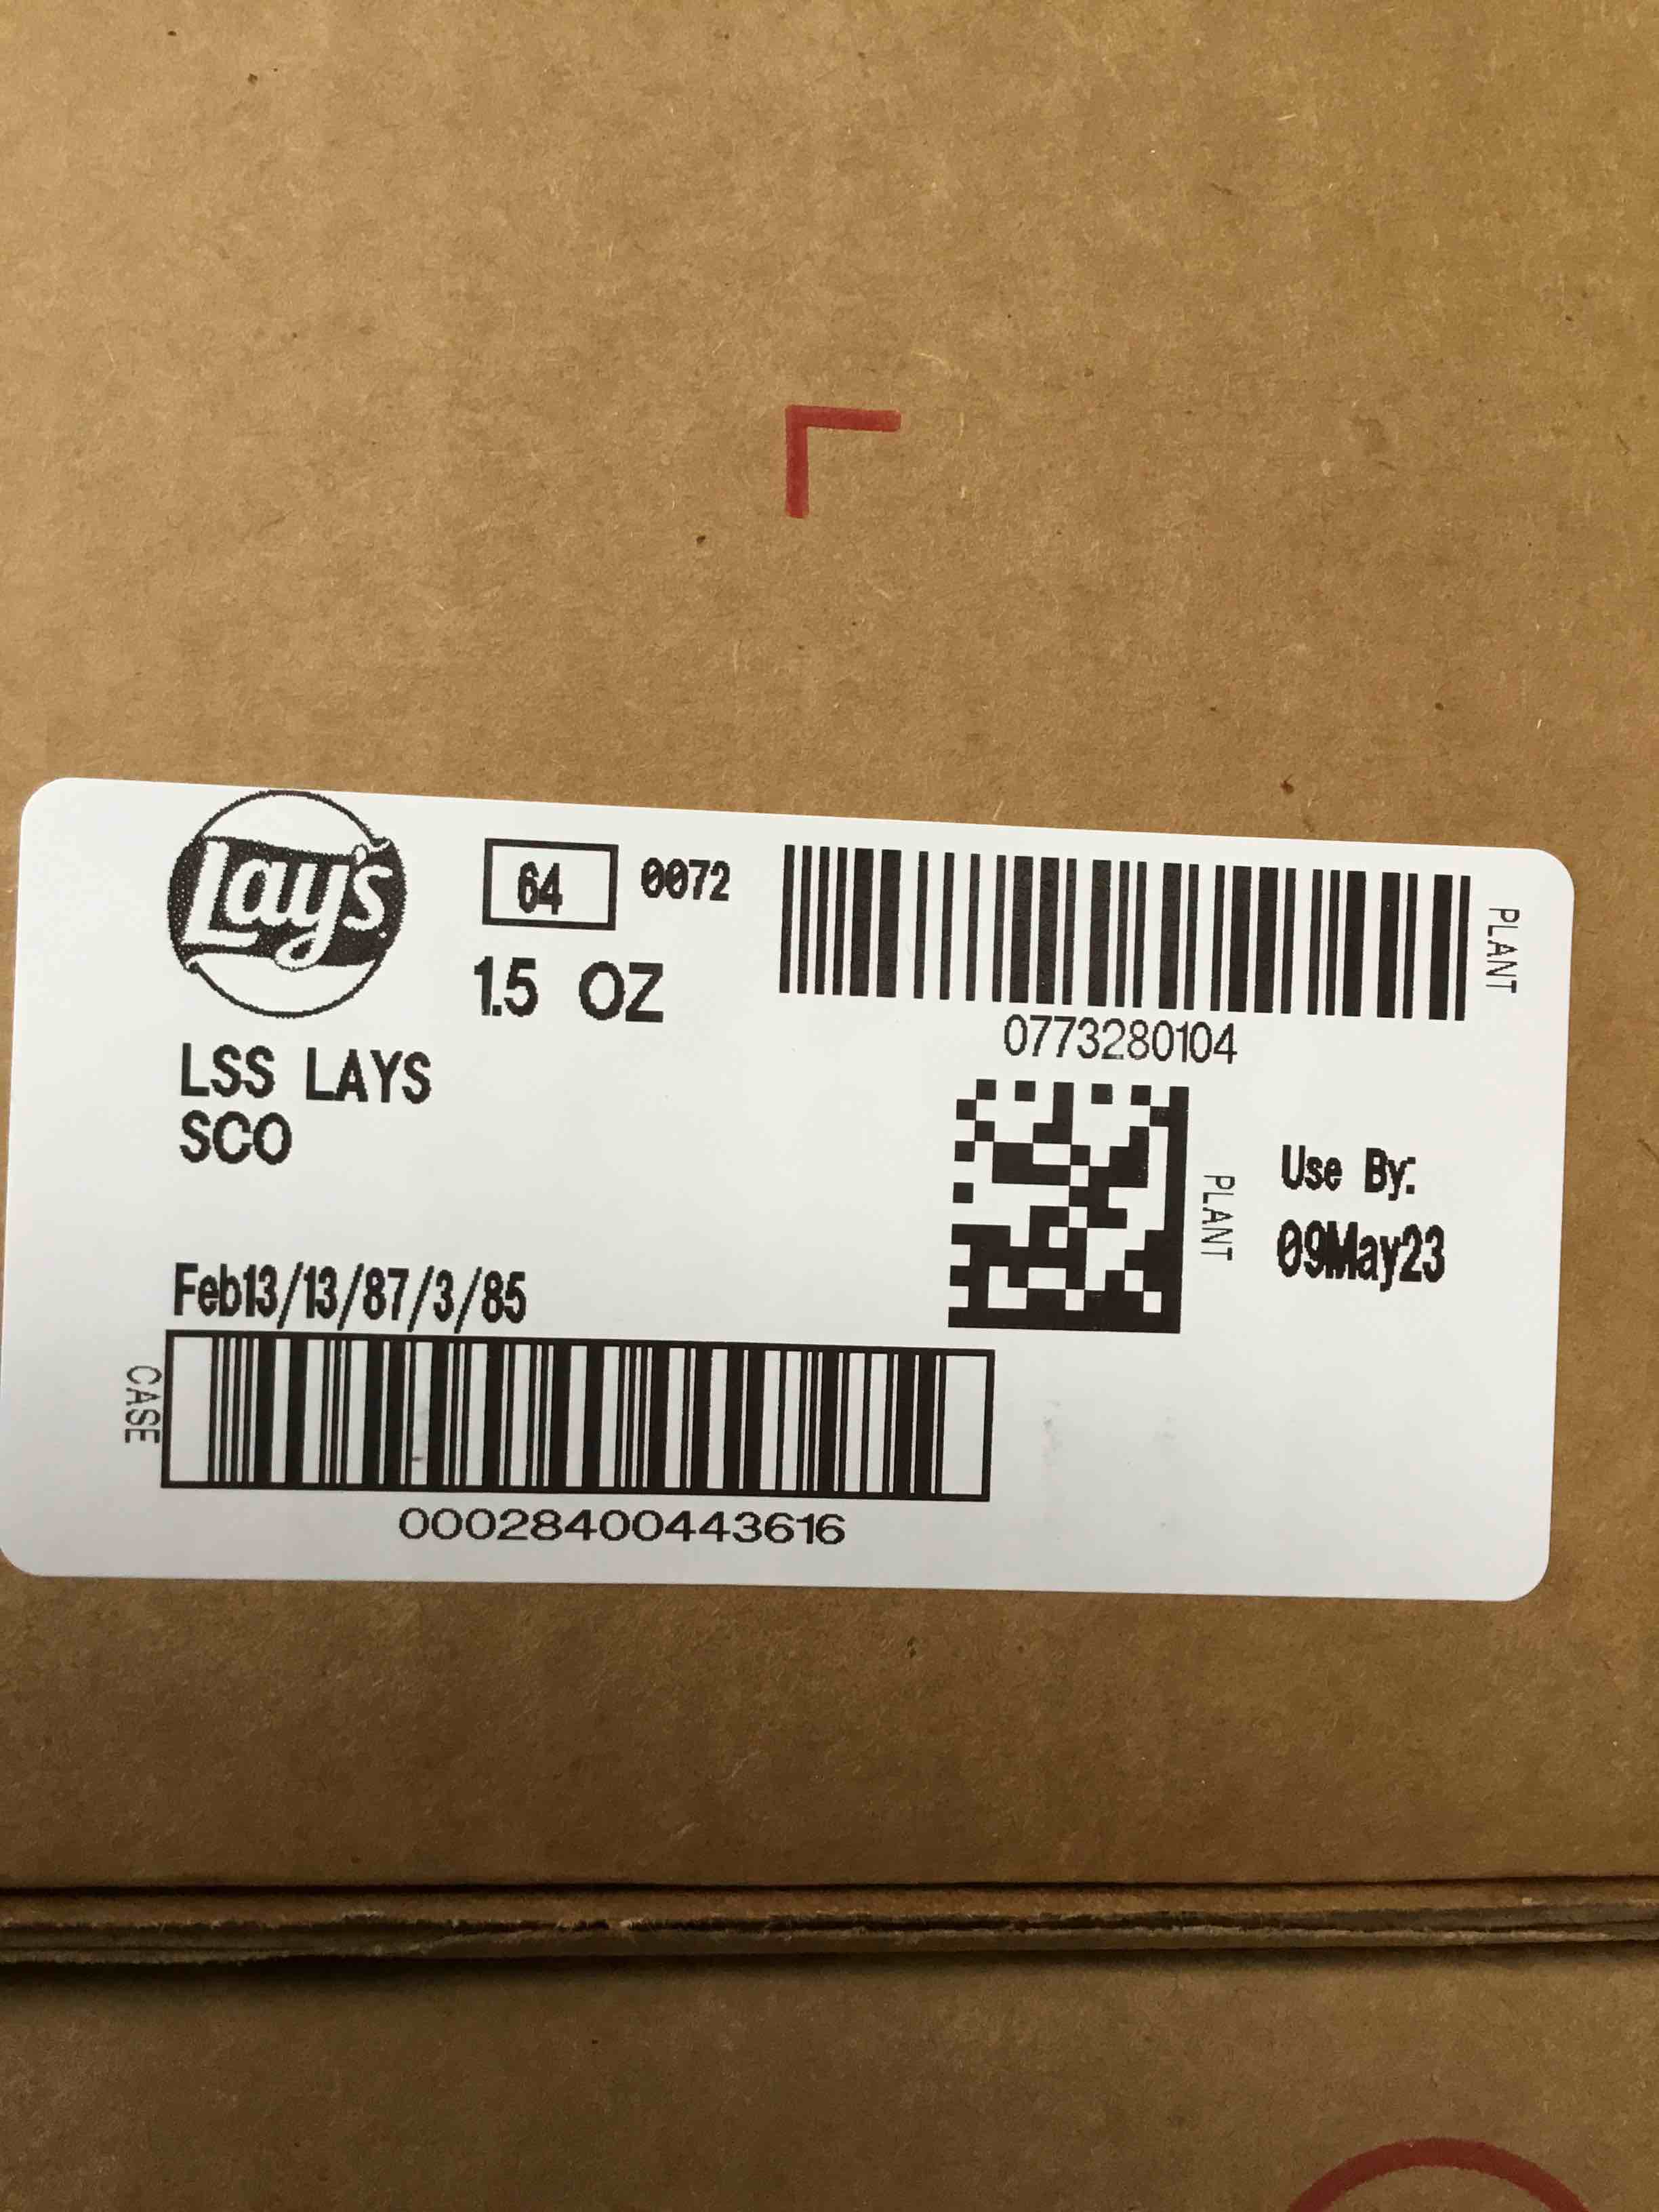 Lay's
64 0072
1.5 OZ
PLANT
0773280104
LSS LAYS
SCO
PLANT
Use By:
09May23
Feb13/13/87/3/85
CASE
00028400443616